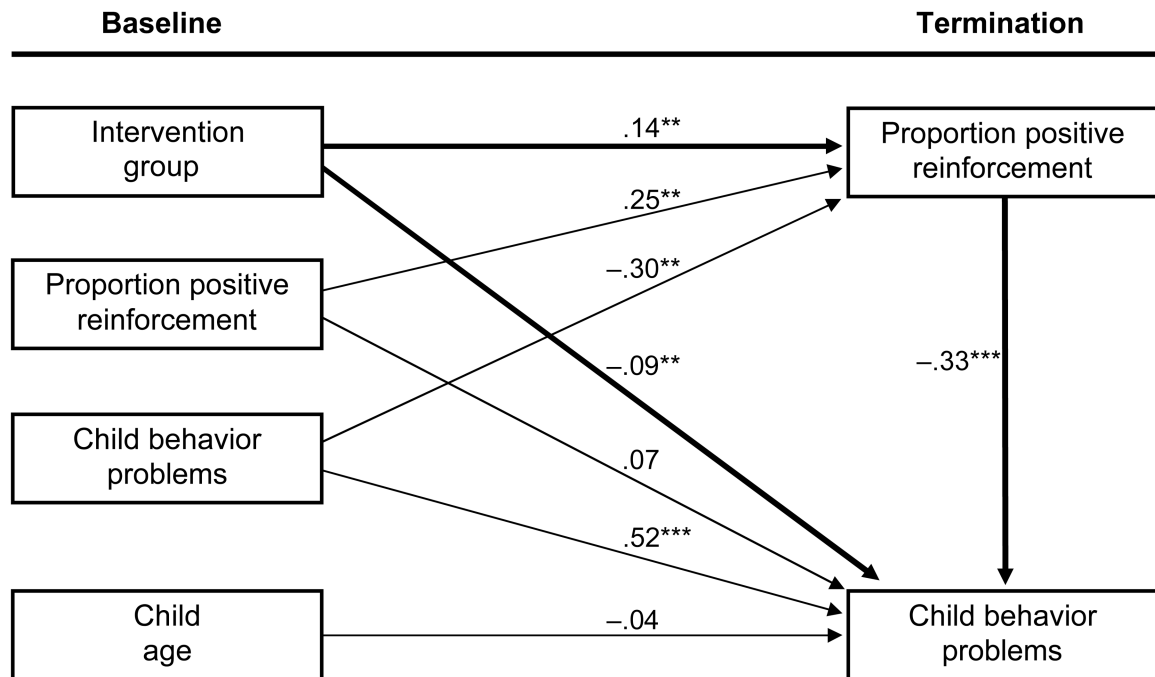 Baseline
Termination
Intervention
group
.14**
Proportion positive
reinforcement
.25**
–.30**
Proportion positive
reinforcement
–.09**
–.33***
Child behavior
problems
.07
.52***
Child
age
–.04
Child behavior
problems